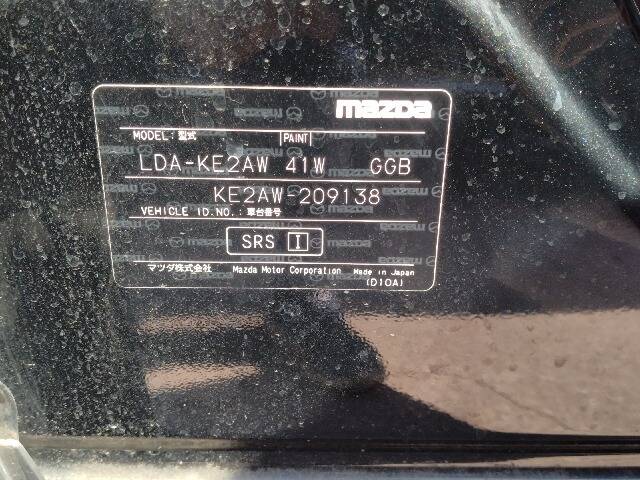 mazda
MODEL:型式 PAINT
LDA-KE2AW 41W GGB
KE2AW-209138
VEHICLE ID.NO.:車台番号
SRS I
マツダ株式会社 Mazda Motor Corporation Made in Japan
(D10A)